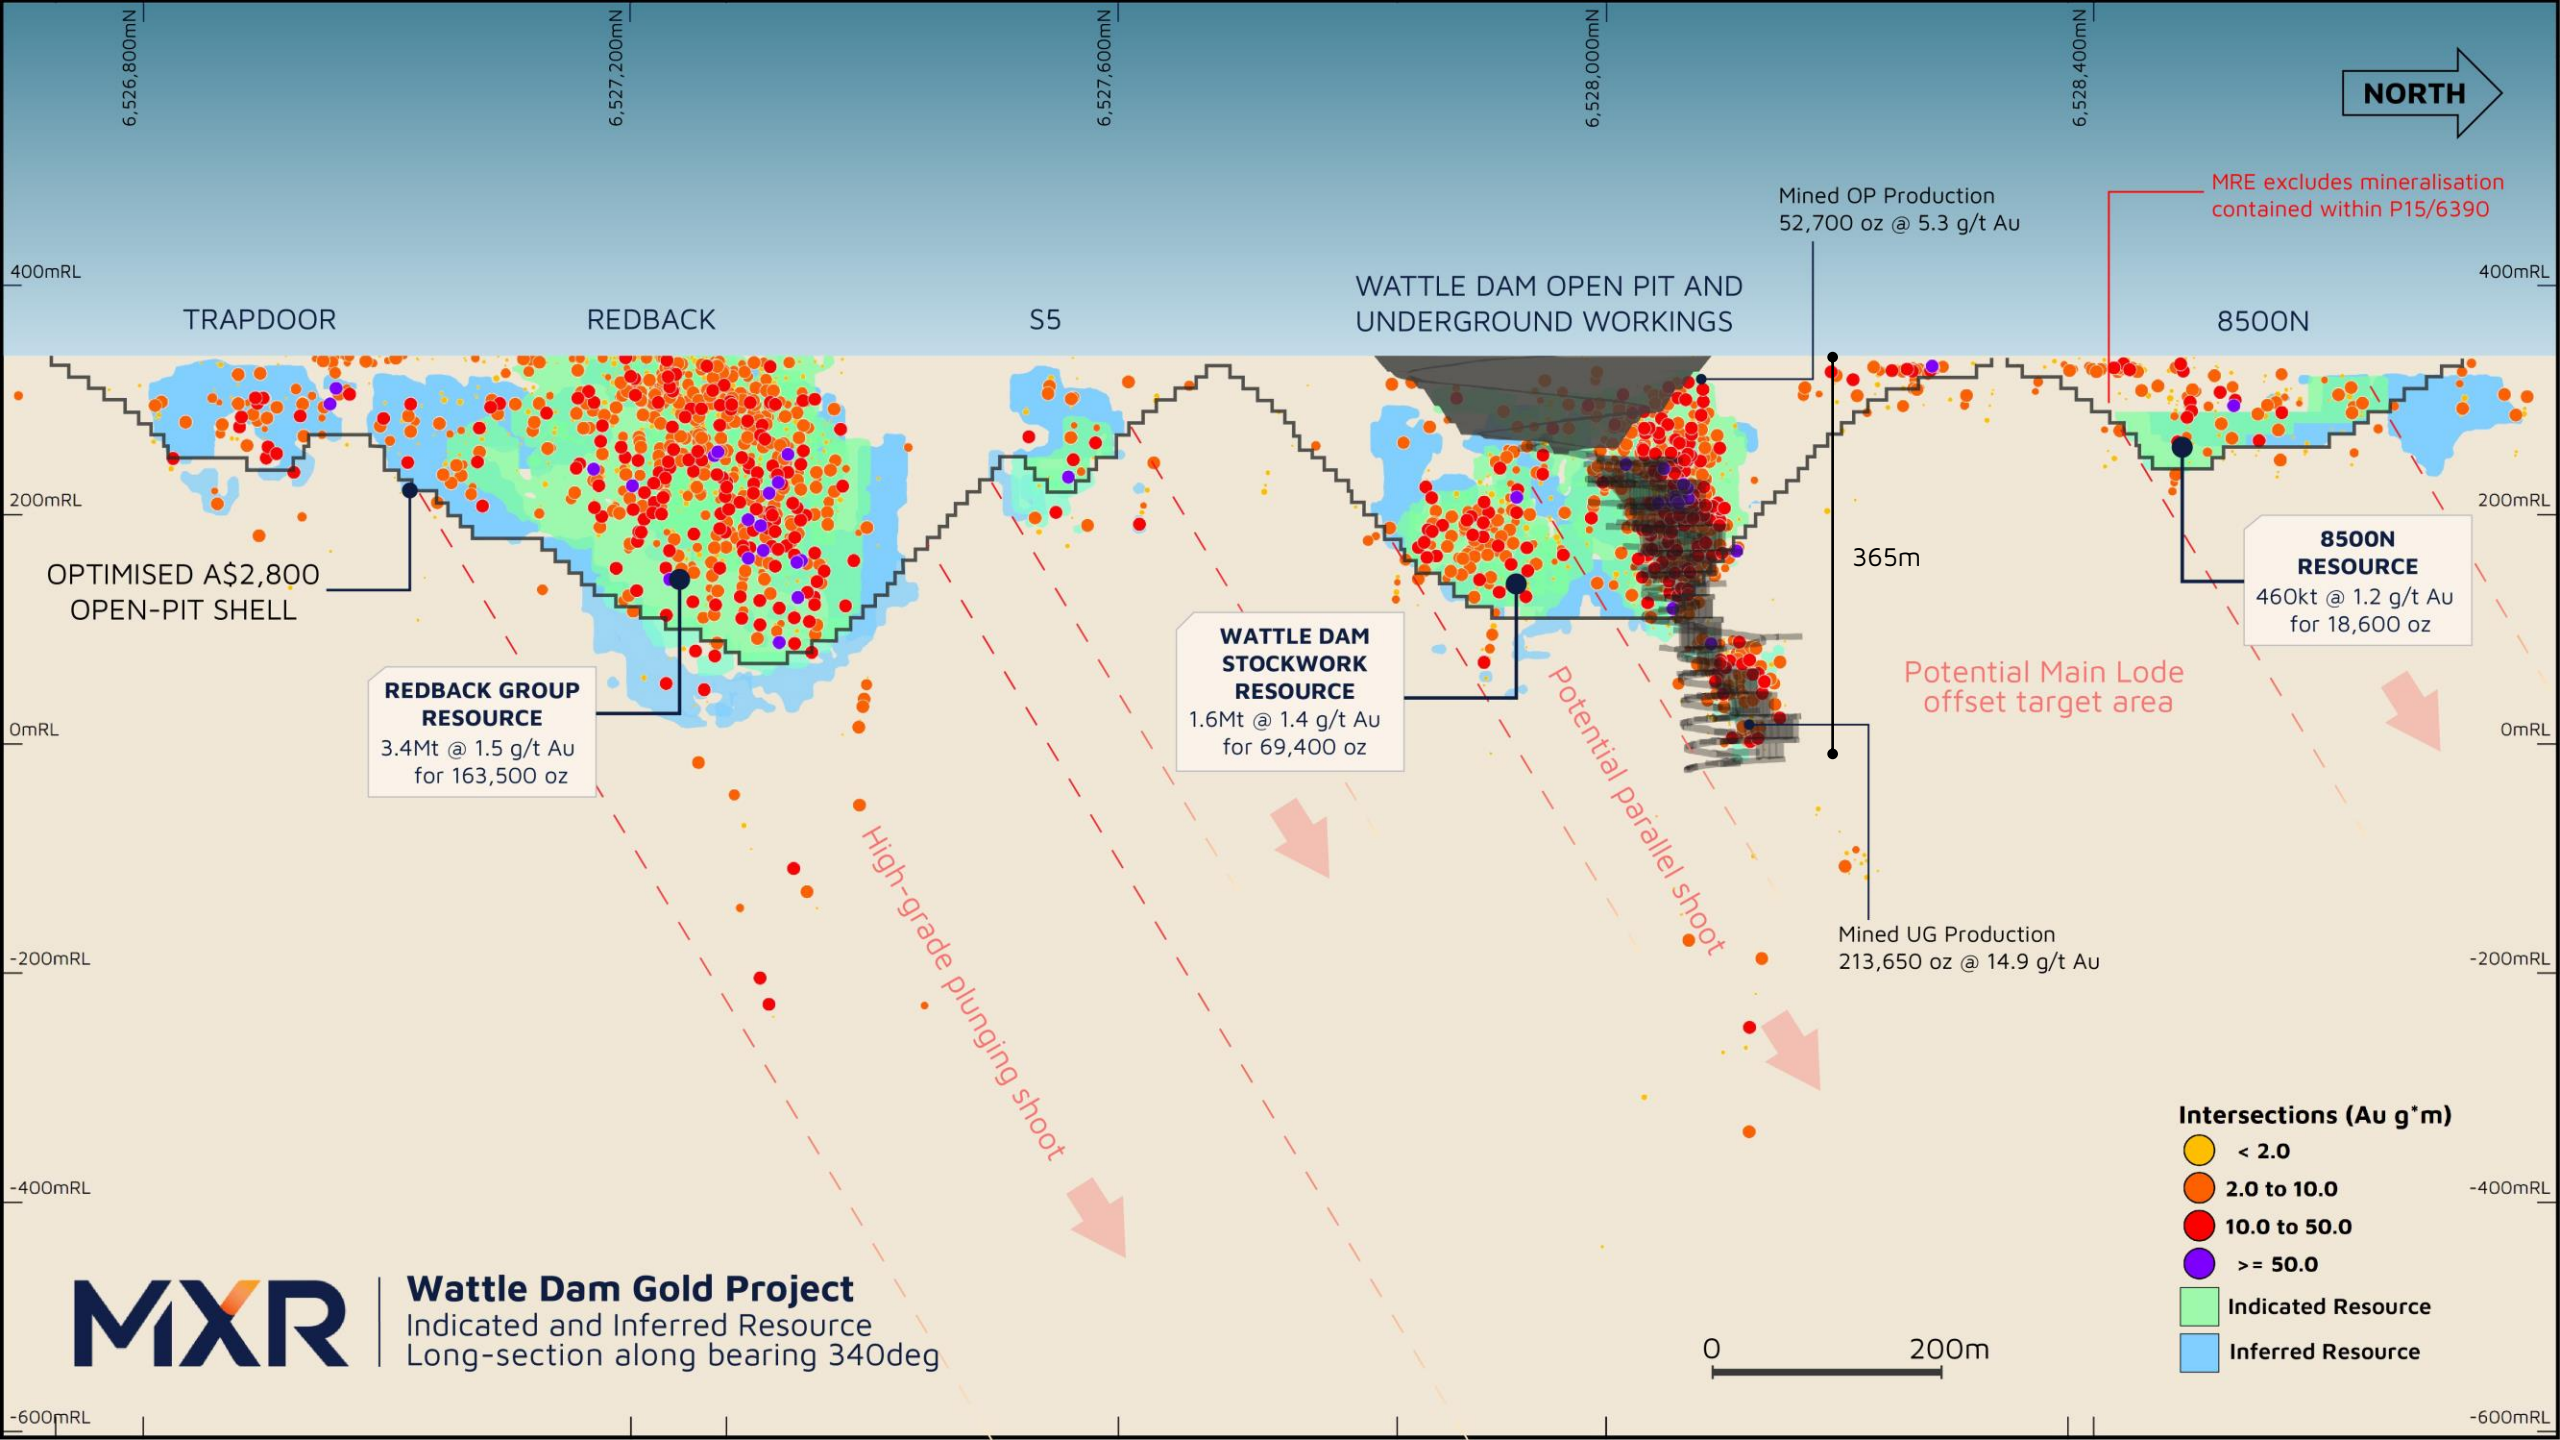 6,526,800mN
6,527,200mN
6,527,600mN
6,528,000mN
6,528,400mN
NORTH
MRE excludes mineralisation
contained within P15/6390
Mined OP Production
52,700 oz @ 5.3 g/t Au
400mRL
400mRL
TRAPDOOR
REDBACK
S5
WATTLE DAM OPEN PIT AND
UNDERGROUND WORKINGS
8500N
200mRL
200mRL
OPTIMISED A$2,800
OPEN-PIT SHELL
365m
8500N
RESOURCE
460kt @ 1.2 g/t Au
for 18,600 oz
WATTLE DAM
STOCKWORK
RESOURCE
1.6Mt @ 1.4 g/t Au
for 69,400 oz
REDBACK GROUP
RESOURCE
3.4Mt @ 1.5 g/t Au
for 163,500 oz
Potential Main Lode
offset target area
0mRL
0mRL
Potential parallel shoot
High-grade plunging shoot
Mined UG Production
213,650 oz @ 14.9 g/t Au
-200mRL
-200mRL
-400mRL
-400mRL
Intersections (Au g*m)
< 2.0
2.0 to 10.0
10.0 to 50.0
>= 50.0
Indicated Resource
Inferred Resource
MXR
Wattle Dam Gold Project
Indicated and Inferred Resource
Long-section along bearing 340deg
0 200m
-600mRL
-600mRL